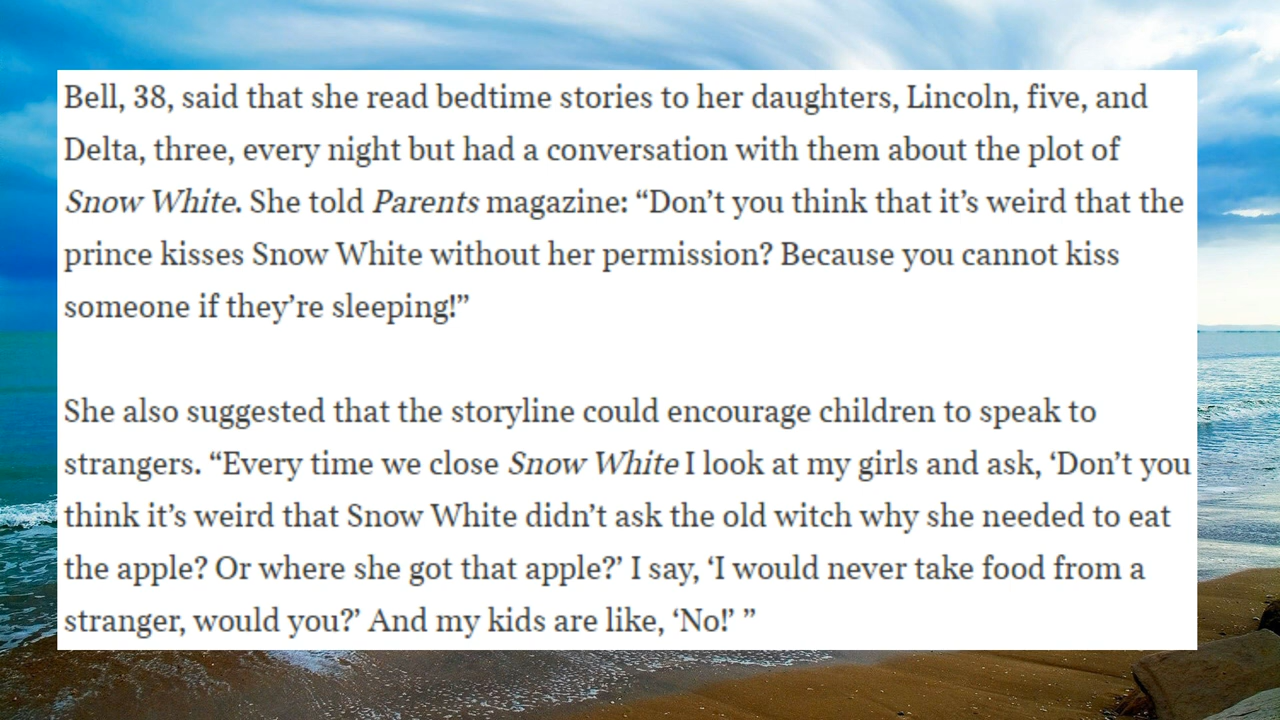 Bell, 38, said that she read bedtime stories to her daughters, Lincoln, five, and
Delta, three, every night but had a conversation with them about the plot of
Snow White. She told Parents magazine: “Don’t you think that it’s weird that the
prince kisses Snow White without her permission? Because you cannot kiss
someone if they’re sleeping!”
She also suggested that the storyline could encourage children to speak to
strangers. “Every time we close Snow White I look at my girls and ask, ‘Don’t you
think it’s weird that Snow White didn’t ask the old witch why she needed to eat
the apple? Or where she got that apple?’ I say, ‘I would never take food from a
stranger, would you?’ And my kids are like, ‘No!’ ”